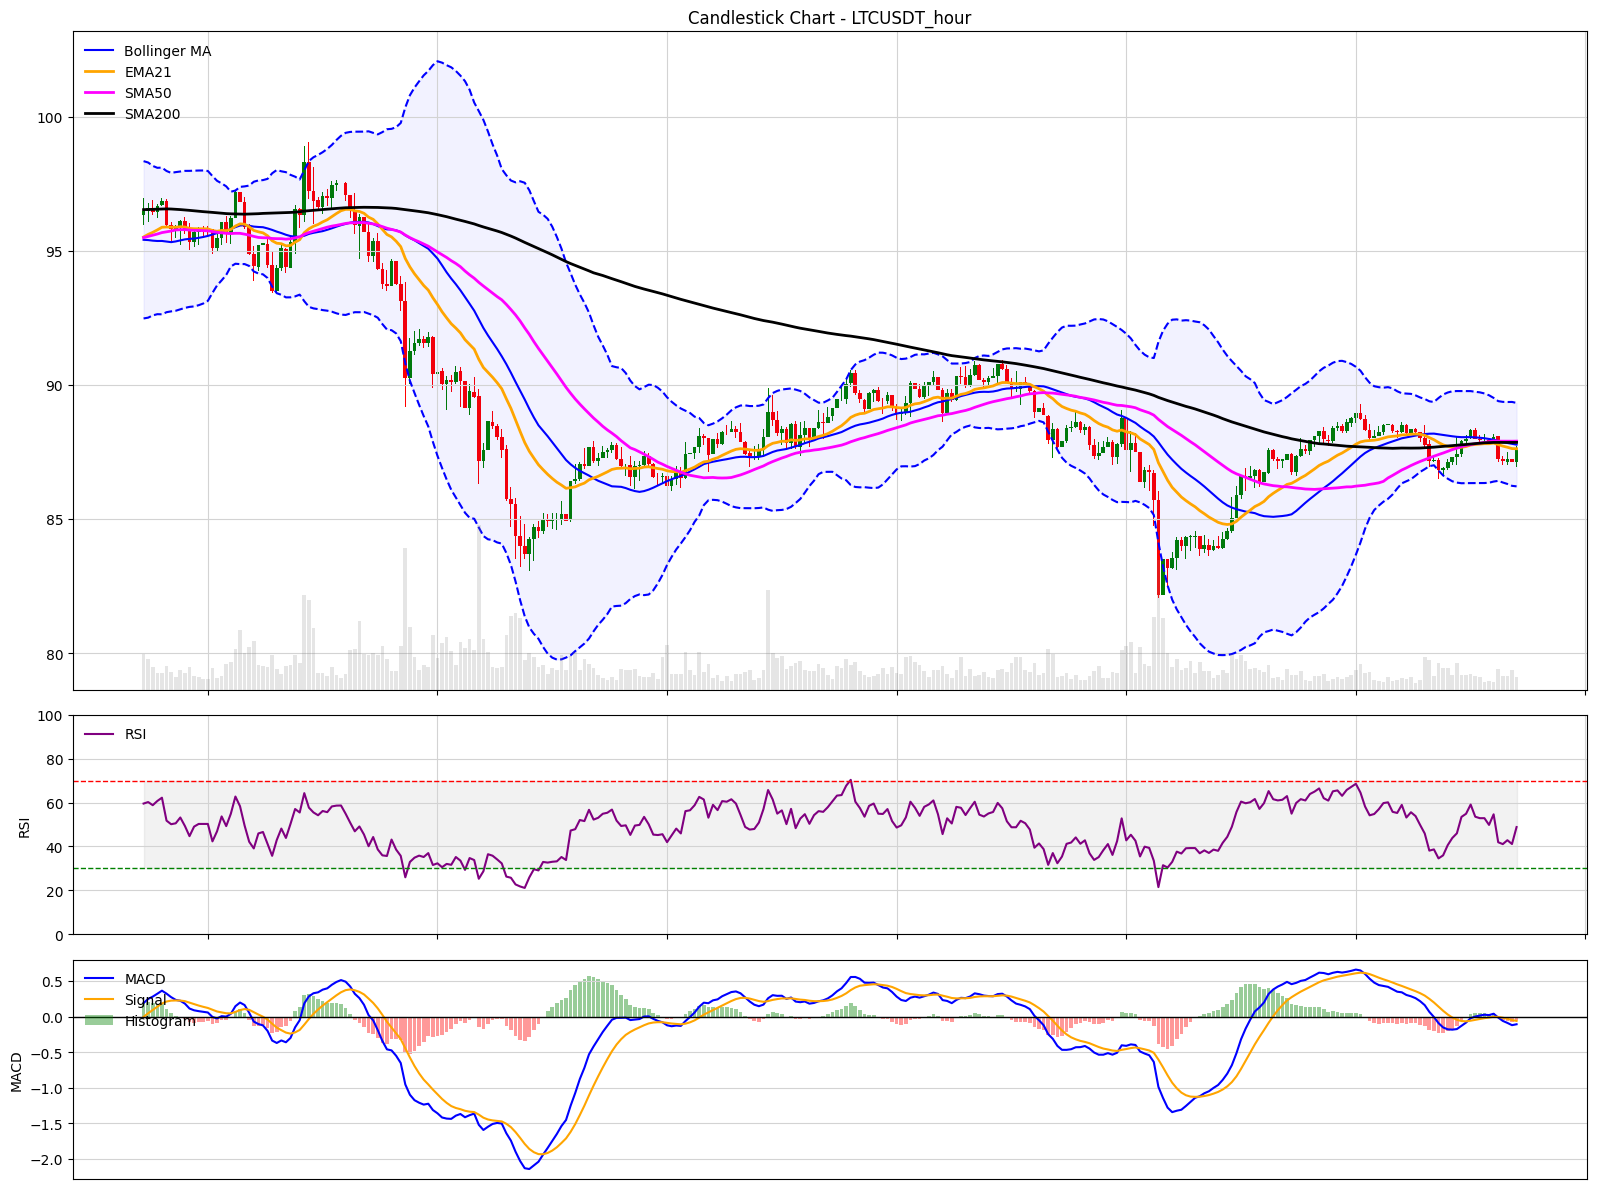 Candlestick Chart - LTCUSDT_hour
Bollinger MA
EMA21
SMA50
SMA200
100
95
90
85
80
RSI
100
80
60
40
20
0
RSI
MACD
Signal
Histogram
0.5
0.0
−0.5
−1.0
−1.5
−2.0
MACD